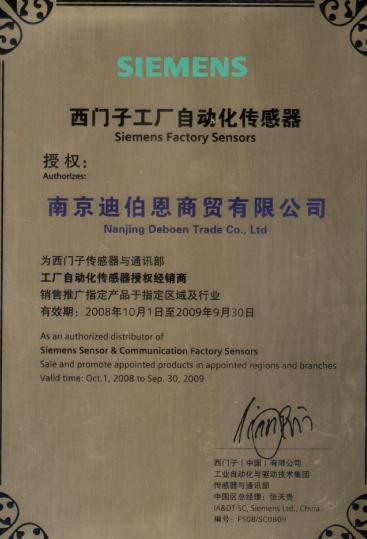 SIEMENS
西门子工厂自动化传感器
Siemens Factory Sensors
授权:
Authorizes:
南京迪伯恩商贸有限公司
Nanjing Deboen Trade Co., Ltd
为西门子传感器与通讯部
工厂自动化传感器授权经销商
销售推广指定产品于指定区域及行业
有效期: 2008年10月1日至2009年9月30日
As an authorized distributor of
Siemens Sensor & Communication Factory Sensors
Sale and promote appointed products in appointed regions and branches
Valid time: Oct.1, 2008 to Sep. 30, 2009
西门子(中国)有限公司
工业自动化与驱动技术集团
传感器与通讯部
中国区总经理: 张天贵
IA&DT SC, Siemens Ltd., China
编号: FS08/SC0809